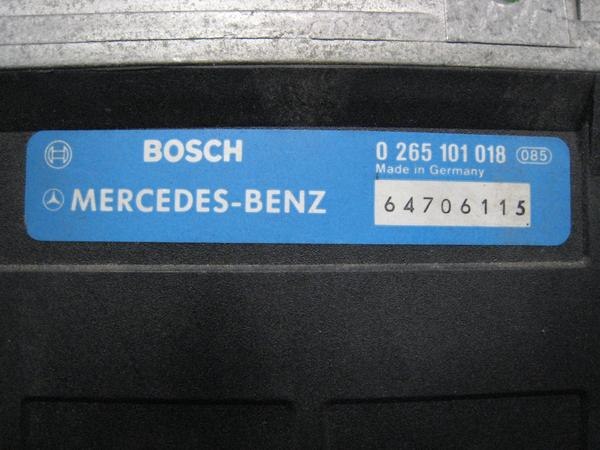 BOSCH 0 265 101 018 085
Made in Germany
MERCEDES-BENZ 64706115